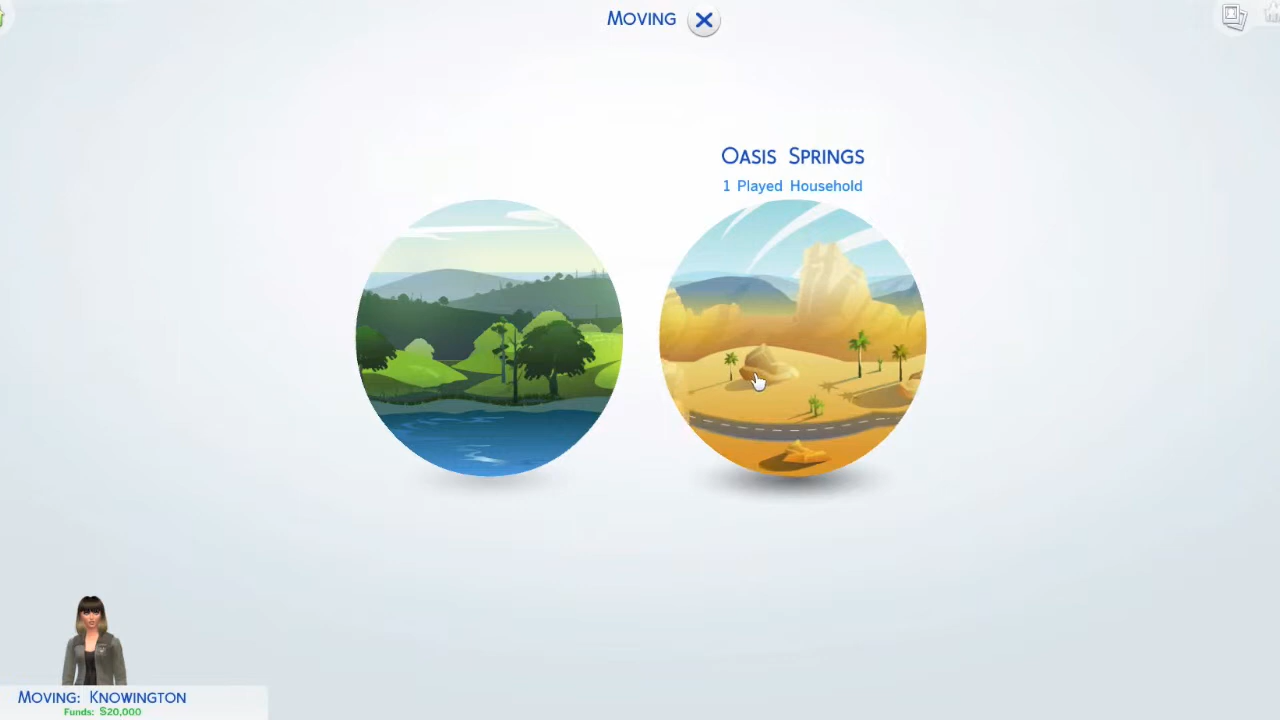 Moving
Oasis Springs
1 Played Household
Moving: Knowington
Funds: §20,000